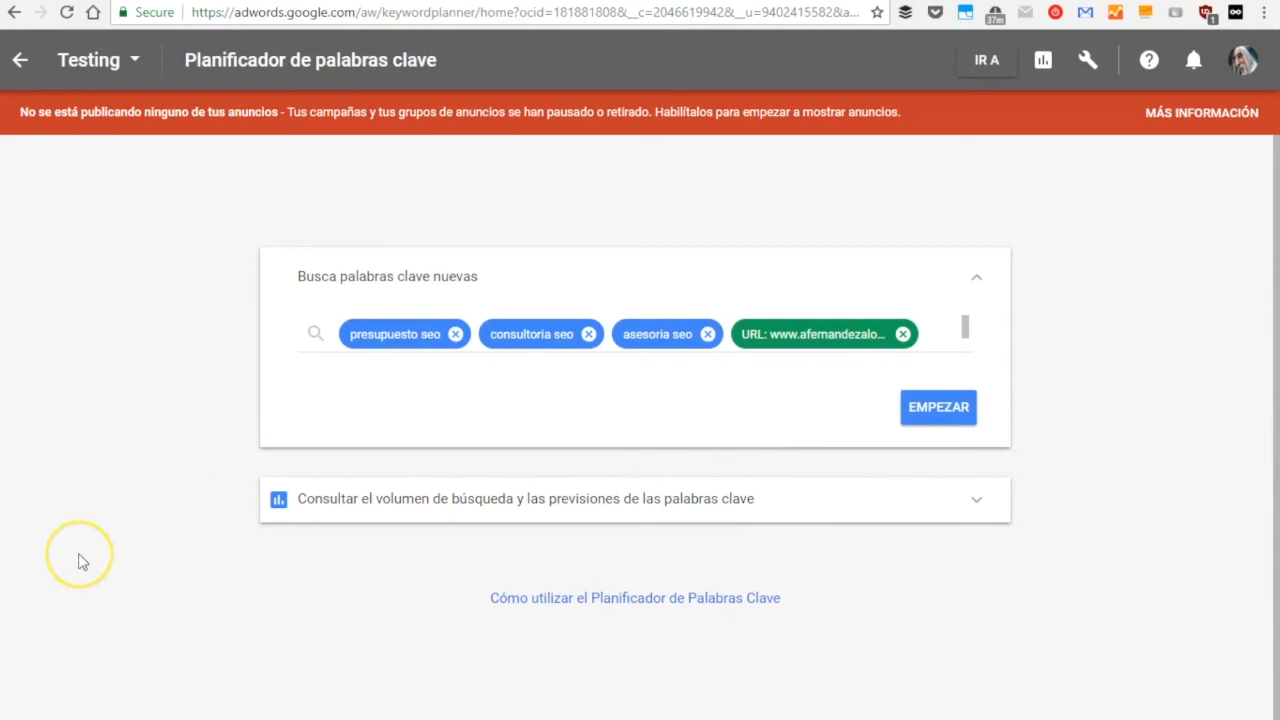 Secure https://adwords.google.com/aw/keywordplanner/home?ocid=181881808&__c=2046619942&__u=9402415582&a...
37m
1
Testing Planificador de palabras clave IR A
No se está publicando ninguno de tus anuncios - Tus campañas y tus grupos de anuncios se han pausado o retirado. Habilítalos para empezar a mostrar anuncios. MÁS INFORMACIÓN
Busca palabras clave nuevas
presupuesto seo consultoria seo asesoria seo URL: www.afernandezalo...
EMPEZAR
Consultar el volumen de búsqueda y las previsiones de las palabras clave
Cómo utilizar el Planificador de Palabras Clave